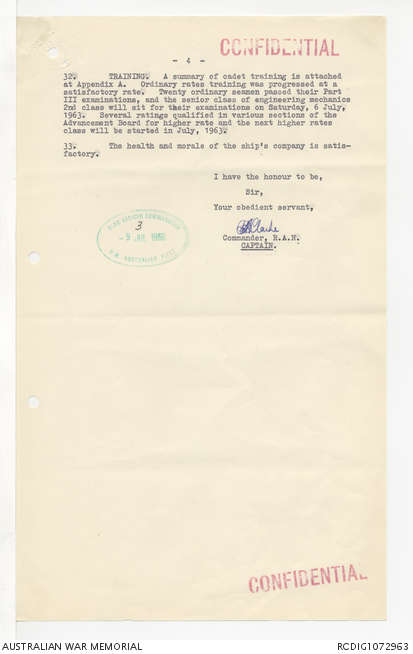 - 4 -
CONFIDENTIAL
32. TRAINING. A summary of cadet training is attached
at Appendix A. Ordinary rates training was progressed at a
satisfactory rate. Twenty ordinary seamen passed their Part
III examinations, and the senior class of engineering mechanics
2nd class will sit for their examinations on Saturday, 6 July,
1963. Several ratings qualified in various sections of the
Advancement Board for higher rate and the next higher rates
class will be started in July, 1963.
33. The health and morale of the ship's company is satis-
factory.
I have the honour to be,
Sir,
Your obedient servant,
Commander, R.A.N.
CAPTAIN.
3
AUSTRALIAN FLEET
CONFIDENTIAL
AUSTRALIAN WAR MEMORIAL
RCDIG1072963